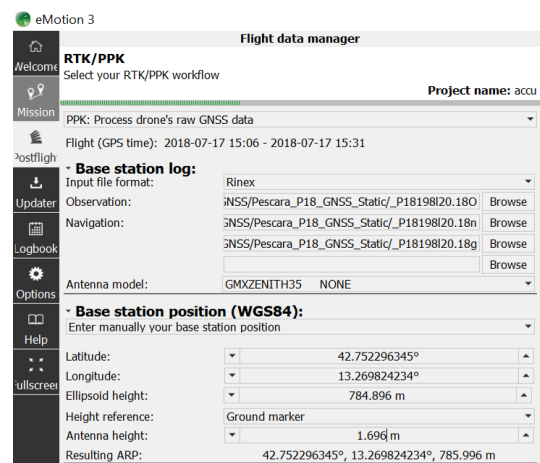 eMotion 3
Flight data manager
Welcome
RTK/PPK
Select your RTK/PPK workflow
Project name: accu
Mission
PPK: Process drone's raw GNSS data
Flight (GPS time): 2018-07-17 15:06 - 2018-07-17 15:31
Postfligh
Base station log:
Input file format: Rinex
Updater
Observation: GNSS/Pescara_P18_GNSS_Static/_P18198l20.18O Browse
Navigation: GNSS/Pescara_P18_GNSS_Static/_P18198l20.18n Browse
Logbook
GNSS/Pescara_P18_GNSS_Static/_P18198l20.18g Browse
Browse
Options
Antenna model: GMXZENITH35 NONE
Base station position (WGS84):
Enter manually your base station position
Help
Latitude: 42.752296345°
Longitude: 13.269824234°
Fullscreen
Ellipsoid height: 784.896 m
Height reference: Ground marker
Antenna height: 1.696 m
Resulting ARP: 42.752296345°, 13.269824234°, 785.996 m